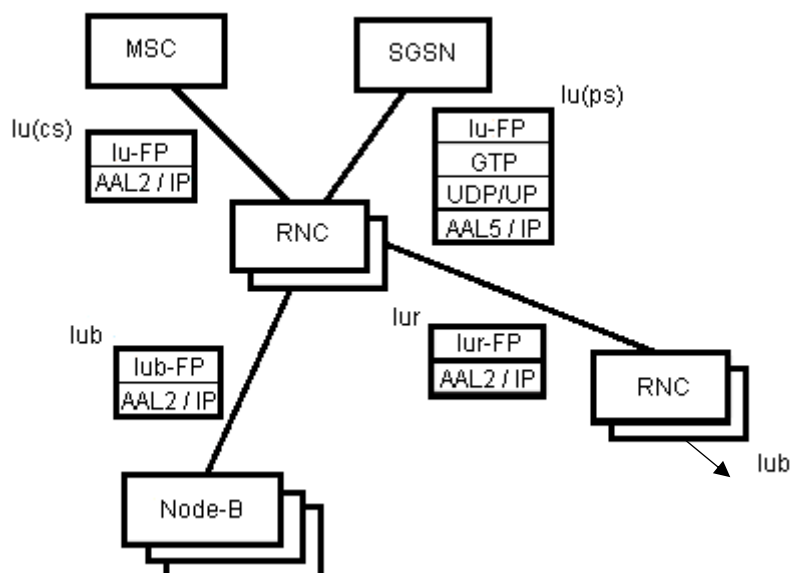 MSC
SGSN
Iu(cs)
Iu-FP
AAL2 / IP
Iu(ps)
Iu-FP
GTP
UDP/UP
AAL5 / IP
RNC
Iub
Iub-FP
AAL2 / IP
Iur
Iur-FP
AAL2 / IP
RNC
Iub
Node-B